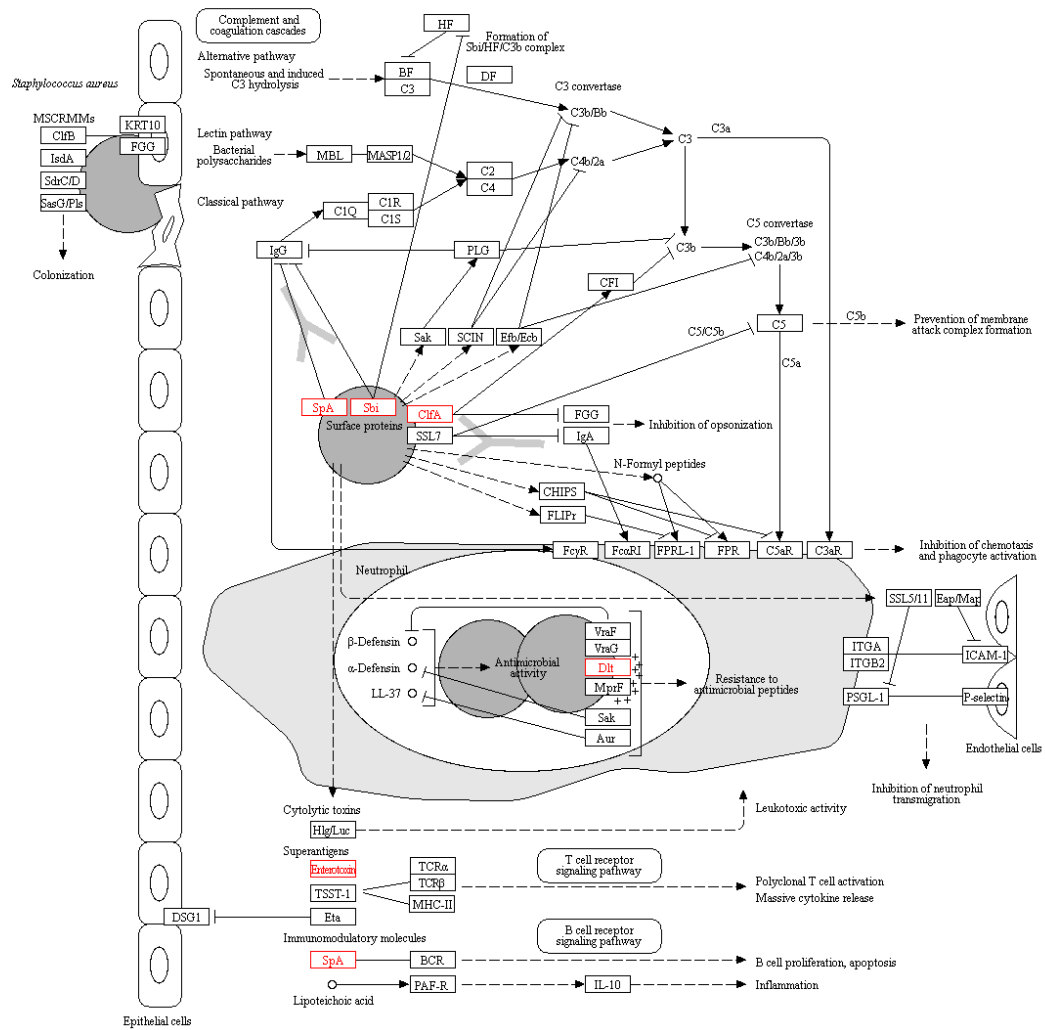 Complement and
coagulation cascades
HF
Formation of
Sbi/HF/C3b complex
Alternative pathway
Spontaneous and induced
C3 hydrolysis
BF
C3
DF
C3 convertase
C3b/Bb
Staphylococcus aureus
MSCRMMs
ClfB
IsdA
SdrC/D
SasG/Pls
KRT10
FGG
Colonization
Lectin pathway
Bacterial
polysaccharides
MBL
MASP1/2
C2
C4
C4b/2a
C3
C3a
Classical pathway
C1Q
C1R
C1S
IgG
PLG
C3b
C5 convertase
C3b/Bb/3b
C4b/2a/3b
CFI
Sak
SCIN
Efb/Ecb
C5/C5b
C5
C5b
Prevention of membrane
attack complex formation
C5a
SpA
Sbi
ClfA
Surface proteins
SSL7
FGG
IgA
Inhibition of opsonization
N-Formyl peptides
CHIPS
FLIPr
FcγR
FcαRI
FPRL-1
FPR
C5aR
C3aR
Inhibition of chemotaxis
and phagocyte activation
Neutrophil
SSL5/11
Eap/Map
β-Defensin
α-Defensin
LL-37
Antimicrobial
activity
VraF
VraG
Dlt
MprF
Sak
Aur
+
+
+
+
+
+
+ +
Resistance to
antimicrobial peptides
ITGA
ITGB2
ICAM-1
PSGL-1
P-selectin
Endothelial cells
Inhibition of neutrophil
transmigration
Cytolytic toxins
Hlg/Luc
Leukotoxic activity
Superantigens
Enterotoxin
TSST-1
Eta
DSG1
TCRα
TCRβ
MHC-II
T cell receptor
signaling pathway
Polyclonal T cell activation
Massive cytokine release
Immunomodulatory molecules
SpA
BCR
B cell receptor
signaling pathway
B cell proliferation, apoptosis
Lipoteichoic acid
PAF-R
IL-10
Inflammation
Epithelial cells